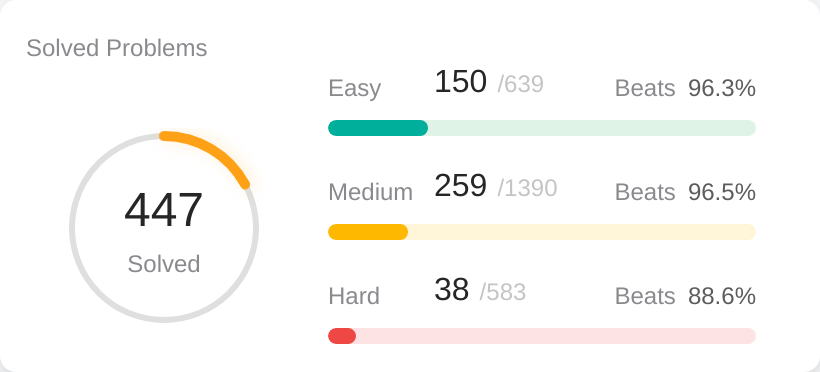 Solved Problems
447
Solved
Easy 150 /639 Beats 96.3%
Medium 259 /1390 Beats 96.5%
Hard 38 /583 Beats 88.6%